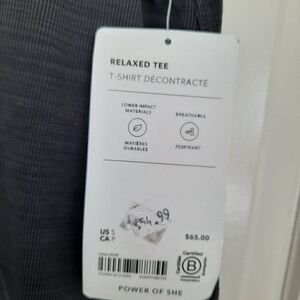 RELAXED TEE
T-SHIRT DÉCONTRACTÉ
LOWER IMPACT
MATERIALS
BREATHABLE
MATIÈRES
DURABLES
RESPIRANT
US S
CA P
$65.00
Certified
B
POWER OF SHE